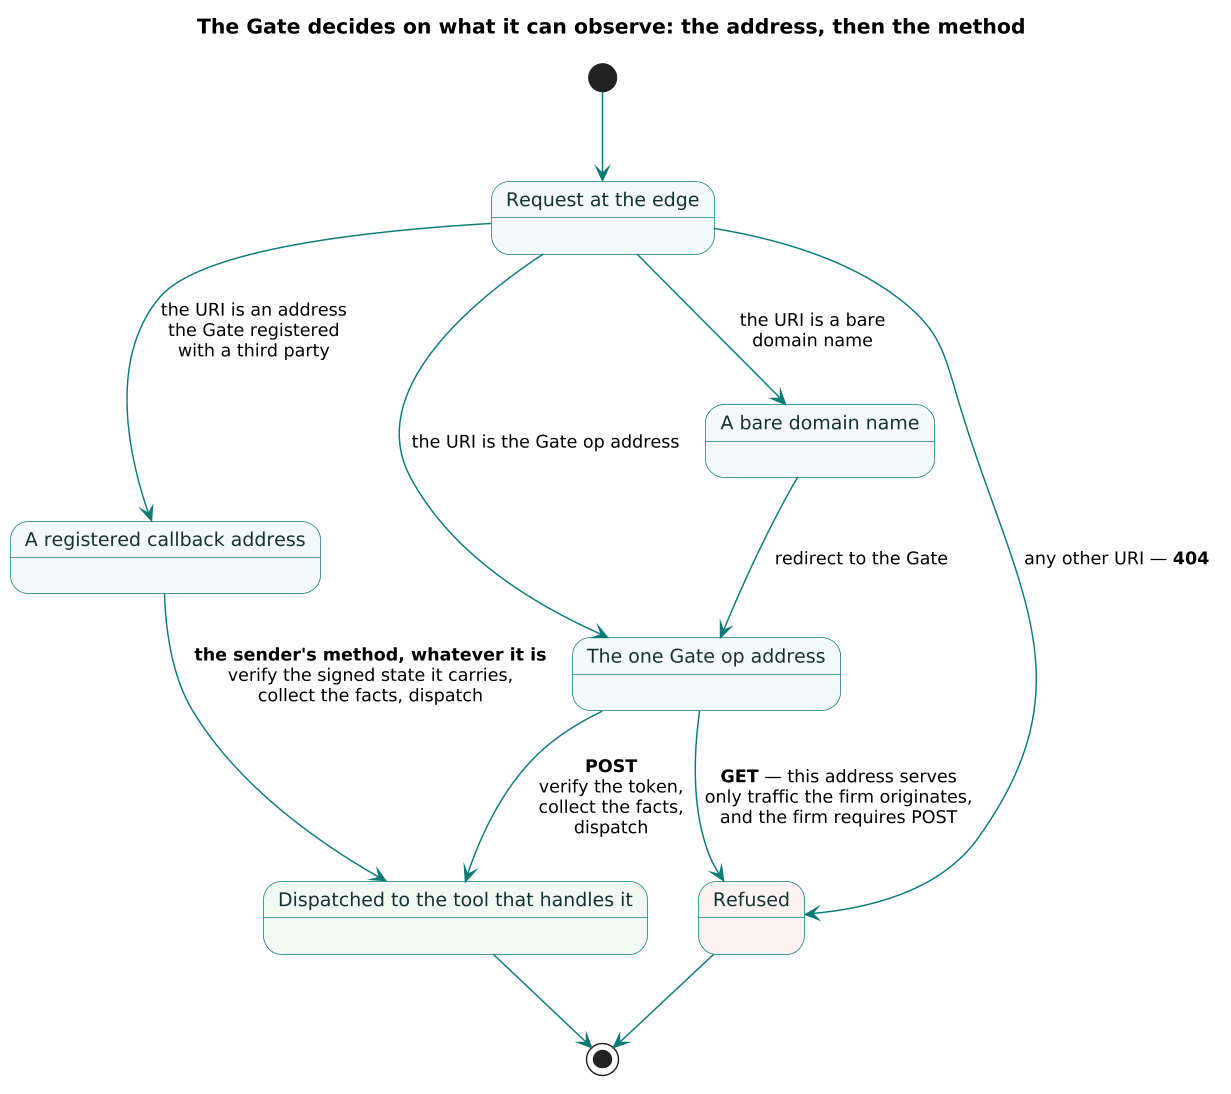 The Gate decides on what it can observe: the address, then the method
Request at the edge
the URI is an address
the Gate registered
with a third party
the URI is a bare
domain name
A bare domain name
the URI is the Gate op address
A registered callback address
redirect to the Gate
any other URI — 404
the sender's method, whatever it is
verify the signed state it carries,
collect the facts, dispatch
The one Gate op address
POST
verify the token,
collect the facts,
dispatch
GET — this address serves
only traffic the firm originates,
and the firm requires POST
Dispatched to the tool that handles it
Refused